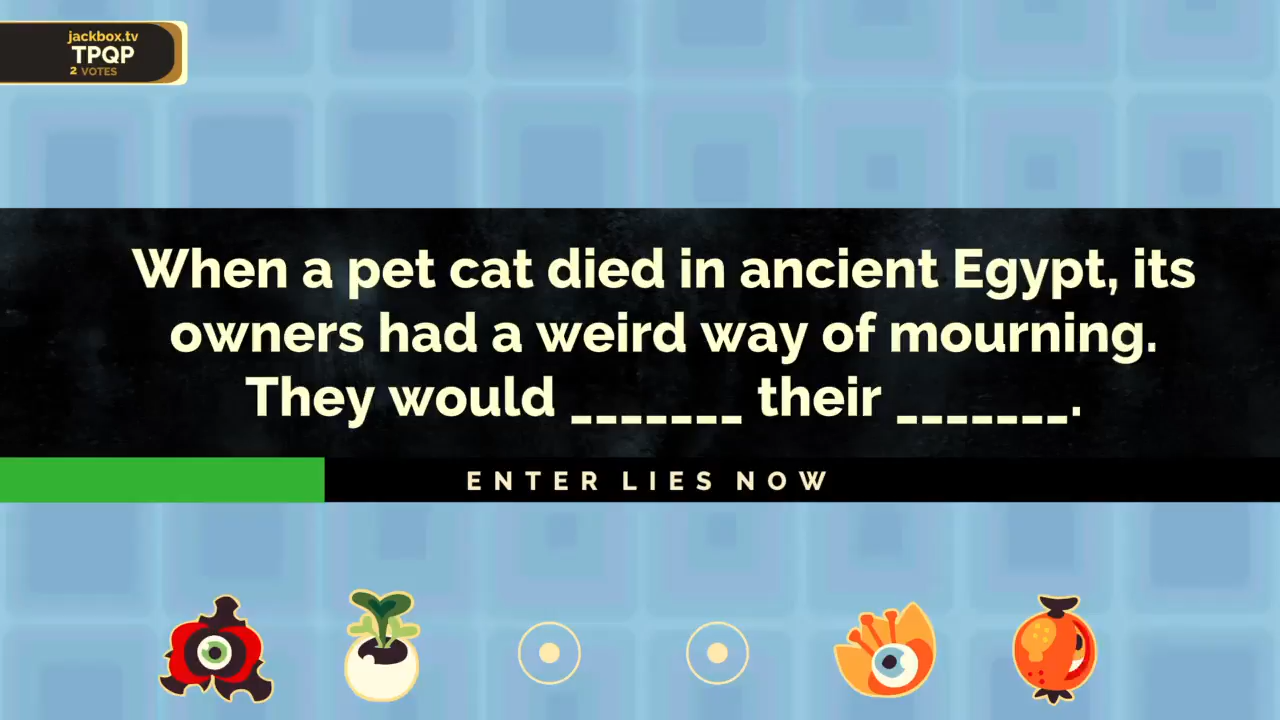 jackbox.tv
TPQP
2 VOTES
When a pet cat died in ancient Egypt, its
owners had a weird way of mourning.
They would _______ their _______.
ENTER LIES NOW